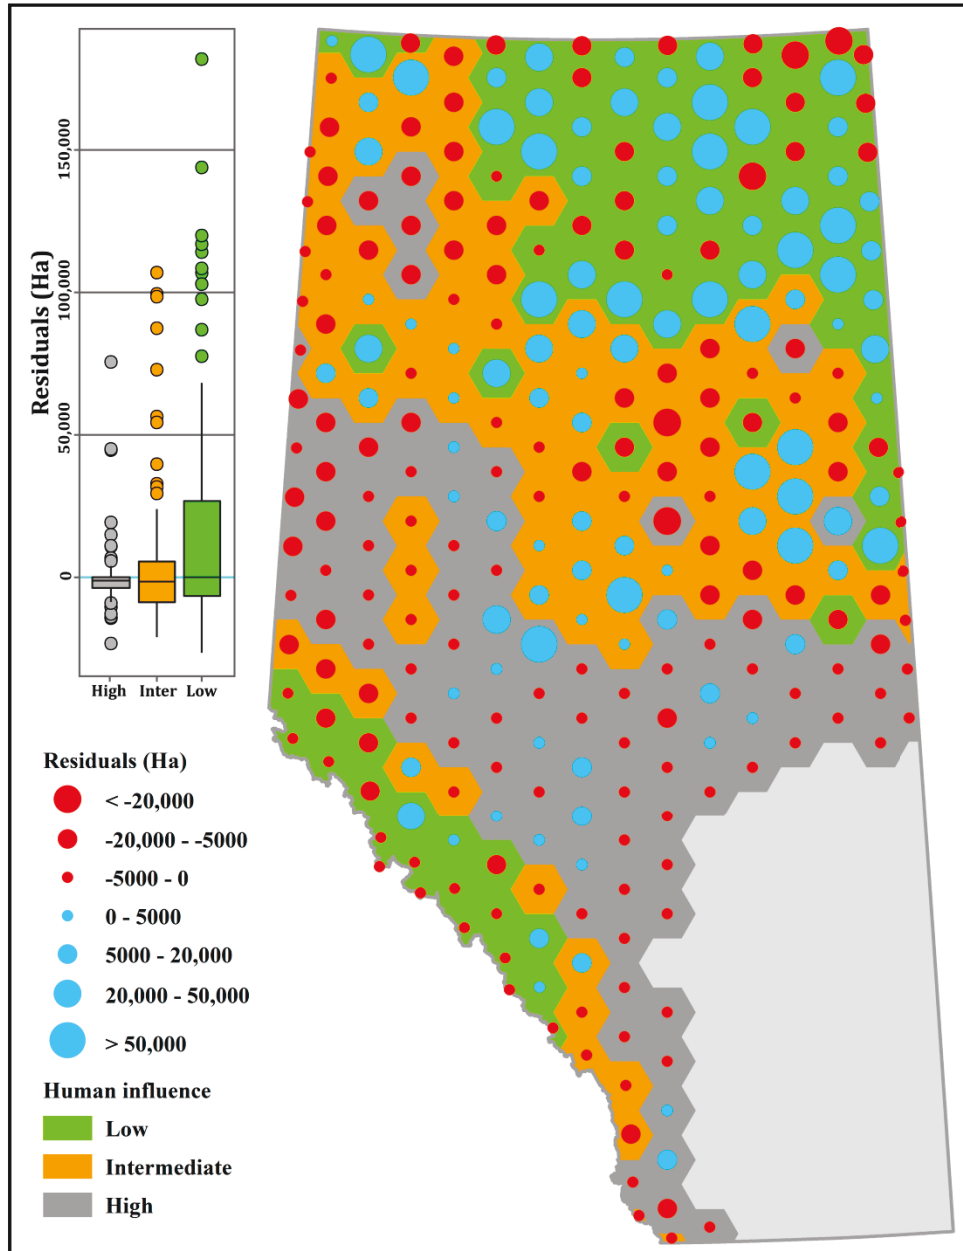 Residuals (Ha)
150,000
100,000
50,000
0
High Inter Low
Residuals (Ha)
< -20,000
-20,000 - -5000
-5000 - 0
0 - 5000
5000 - 20,000
20,000 - 50,000
> 50,000
Human influence
Low
Intermediate
High